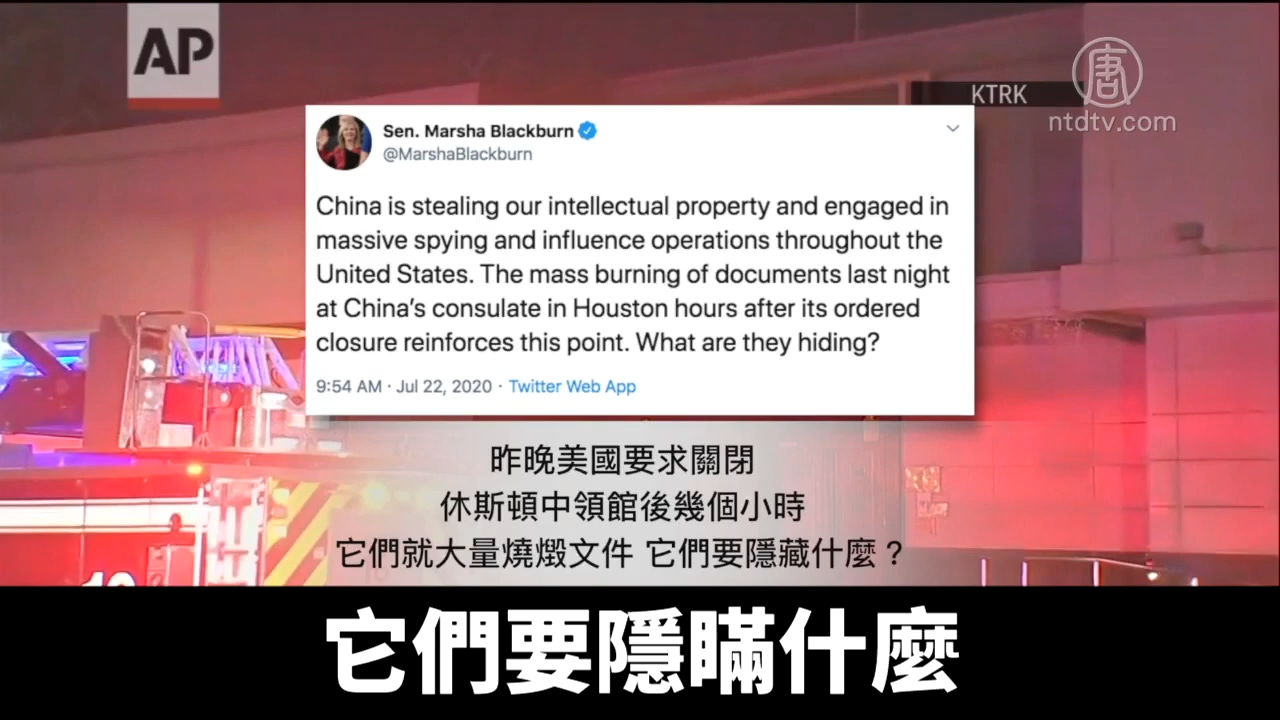 AP
KTRK
唐
ntdtv.com
Sen. Marsha Blackburn
@MarshaBlackburn
China is stealing our intellectual property and engaged in
massive spying and influence operations throughout the
United States. The mass burning of documents last night
at China's consulate in Houston hours after its ordered
closure reinforces this point. What are they hiding?
9:54 AM · Jul 22, 2020 · Twitter Web App
昨晚美國要求關閉
休斯頓中領館後幾個小時
它們就大量燒燬文件 它們要隱藏什麼？
它們要隱瞞什麼